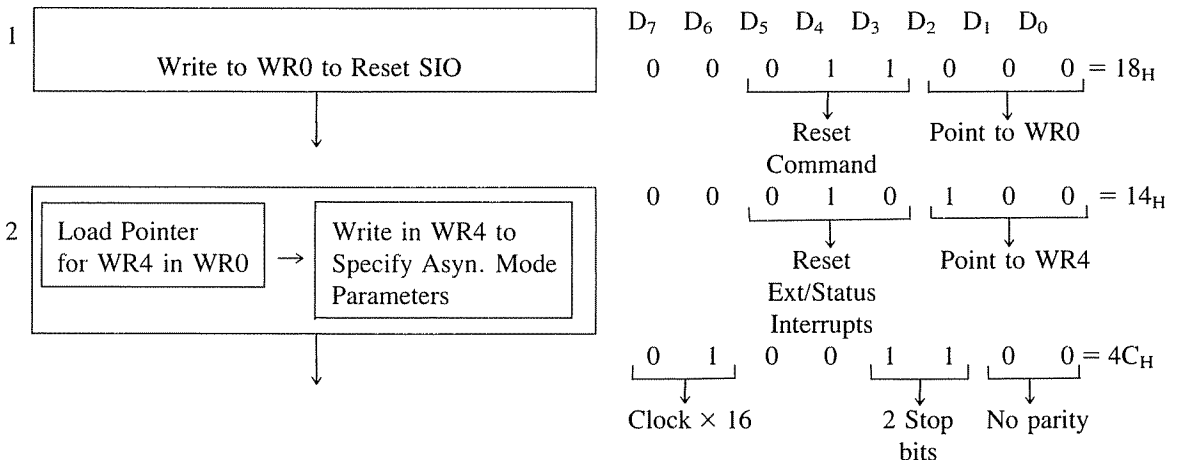 D7 D6 D5 D4 D3 D2 D1 D0
1
Write to WR0 to Reset SIO
0 0 0 1 1 0 0 0 = 18H
Reset
Command
Point to WR0
2
Load Pointer
for WR4 in WR0
Write in WR4 to
Specify Asyn. Mode
Parameters
0 0 0 1 0 1 0 0 = 14H
Reset
Ext/Status
Interrupts
Point to WR4
0 1 0 0 1 1 0 0 = 4CH
Clock × 16
2 Stop
bits
No parity